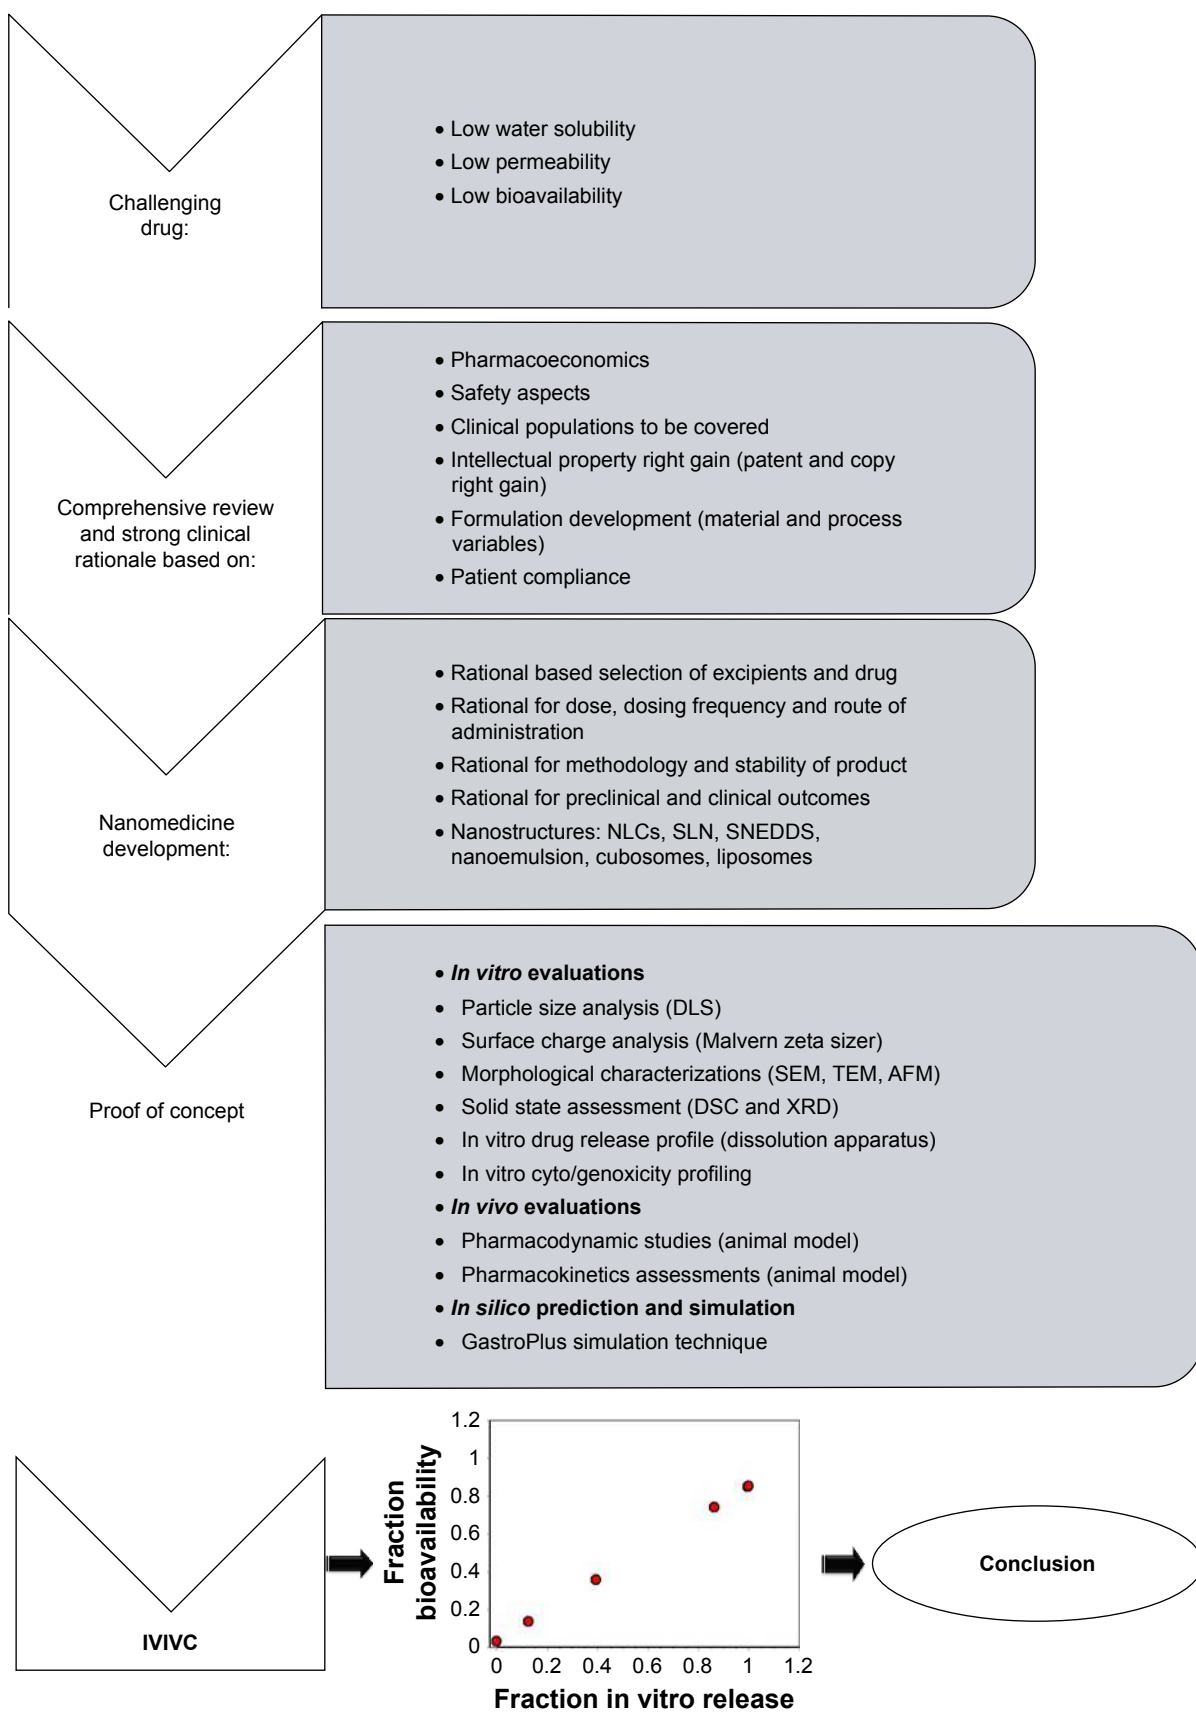 Challenging
drug:
• Low water solubility
• Low permeability
• Low bioavailability
Comprehensive review
and strong clinical
rationale based on:
• Pharmacoeconomics
• Safety aspects
• Clinical populations to be covered
• Intellectual property right gain (patent and copy
right gain)
• Formulation development (material and process
variables)
• Patient compliance
Nanomedicine
development:
• Rational based selection of excipients and drug
• Rational for dose, dosing frequency and route of
administration
• Rational for methodology and stability of product
• Rational for preclinical and clinical outcomes
• Nanostructures: NLCs, SLN, SNEDDS,
nanoemulsion, cubosomes, liposomes
Proof of concept
• In vitro evaluations
• Particle size analysis (DLS)
• Surface charge analysis (Malvern zeta sizer)
• Morphological characterizations (SEM, TEM, AFM)
• Solid state assessment (DSC and XRD)
• In vitro drug release profile (dissolution apparatus)
• In vitro cyto/genoxicity profiling
• In vivo evaluations
• Pharmacodynamic studies (animal model)
• Pharmacokinetics assessments (animal model)
• In silico prediction and simulation
• GastroPlus simulation technique
IVIVC
Fraction
bioavailability
1.2
1
0.8
0.6
0.4
0.2
0
0 0.2 0.4 0.6 0.8 1 1.2
Fraction in vitro release
Conclusion